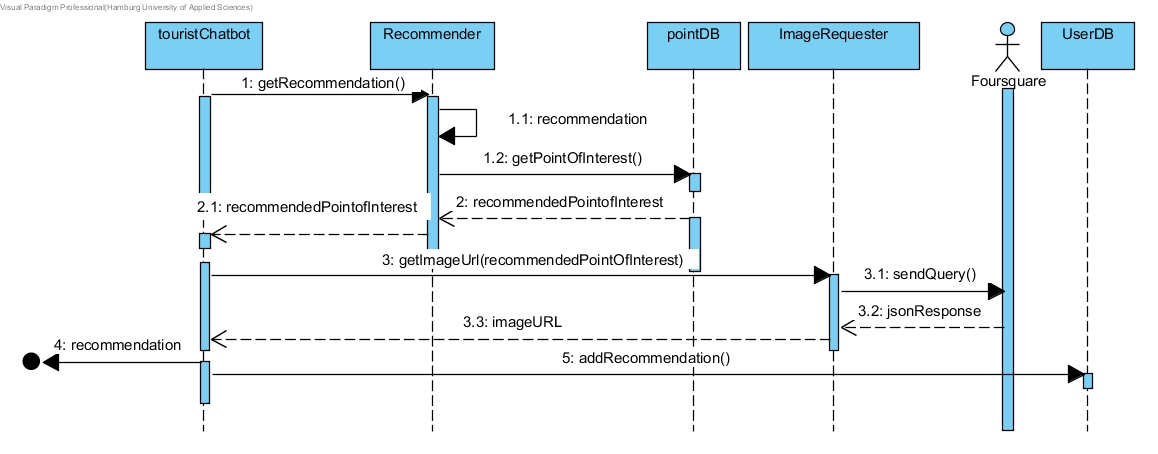 Visual Paradigm Professional(Hamburg University of Applied Sciences)
touristChatbot
Recommender
pointDB
ImageRequester
Foursquare
UserDB
1: getRecommendation()
1.1: recommendation
1.2: getPointOfInterest()
2: recommendedPointofInterest
2.1: recommendedPointofInterest
3: getImageUrl(recommendedPointOfInterest)
3.1: sendQuery()
3.2: jsonResponse
3.3: imageURL
4: recommendation
5: addRecommendation()